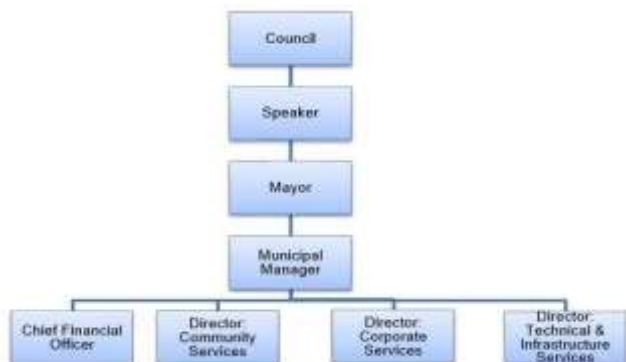 Council
Speaker
Mayor
Municipal
Manager
Chief Financial
Officer
Director:
Community
Services
Director:
Corporate
Services
Director:
Technical &
Infrastructure
Services